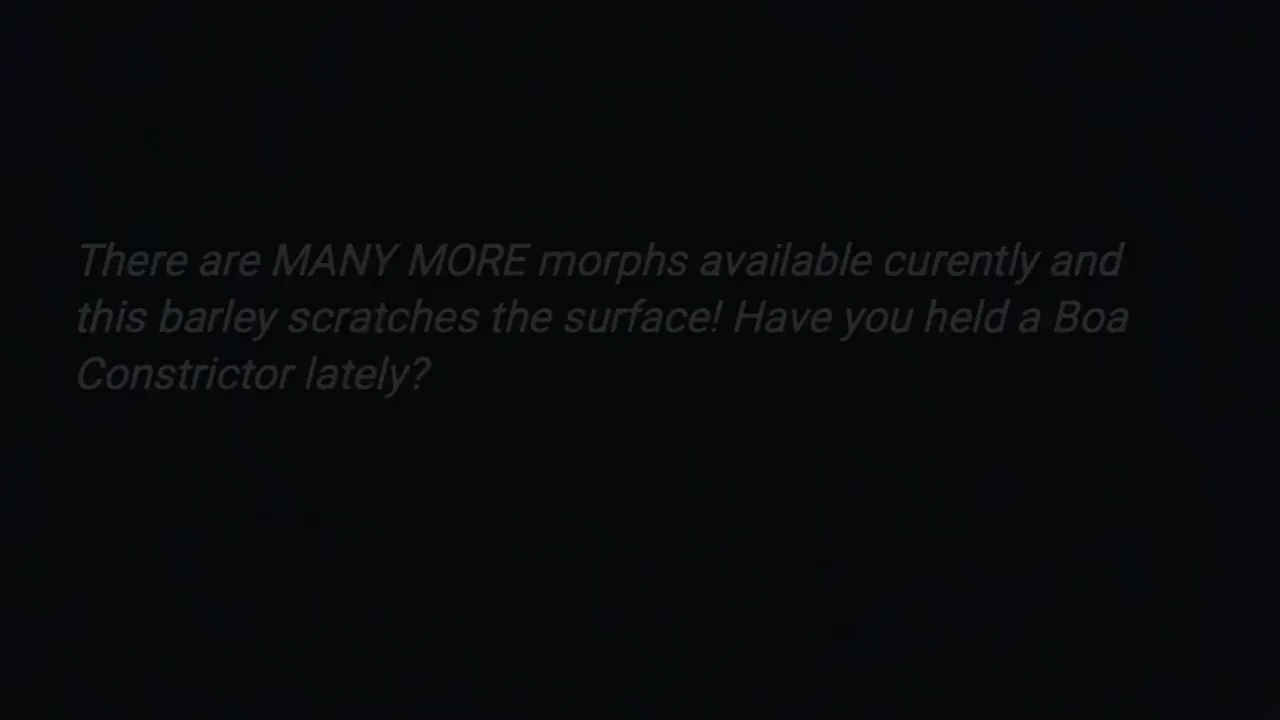 There are MANY MORE morphs available curently and
this barley scratches the surface! Have you held a Boa
Constrictor lately?